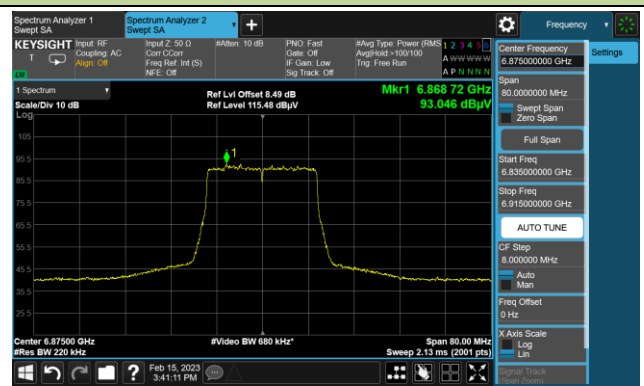 Spectrum Analyzer 1
Swept SA
Spectrum Analyzer 2
Swept SA
+
Frequency
KEYSIGHT
T
LW
Input: RF
Coupling: AC
Align: Off
Input Z: 50 Ω
Corr CCorr
Freq Ref: Int (S)
NFE: Off
#Atten: 10 dB
PNO: Fast
Gate: Off
IF Gain: Low
Sig Track: Off
#Avg Type: Power (RMS
Avg|Hold:>100/100
Trig: Free Run
1 2 3 4 5 6
A W W W W W
A P N N N N
1 Spectrum
Scale/Div 10 dB
Log
Ref Lvl Offset 8.49 dB
Ref Level 115.48 dBµV
Mkr1 6.868 72 GHz
93.046 dBµV
105
95.5
85.5
75.5
65.5
55.5
45.5
35.5
25.5
1
Center 6.87500 GHz
#Res BW 220 kHz
#Video BW 680 kHz*
Span 80.00 MHz
Sweep 2.13 ms (2001 pts)
Feb 15, 2023
3:41:11 PM
Center Frequency
6.875000000 GHz
Settings
Span
80.0000000 MHz
Swept Span
Zero Span
Full Span
Start Freq
6.835000000 GHz
Stop Freq
6.915000000 GHz
AUTO TUNE
CF Step
8.000000 MHz
Auto
Man
Freq Offset
0 Hz
X Axis Scale
Log
Lin
Signal Track
(Span Zoom)